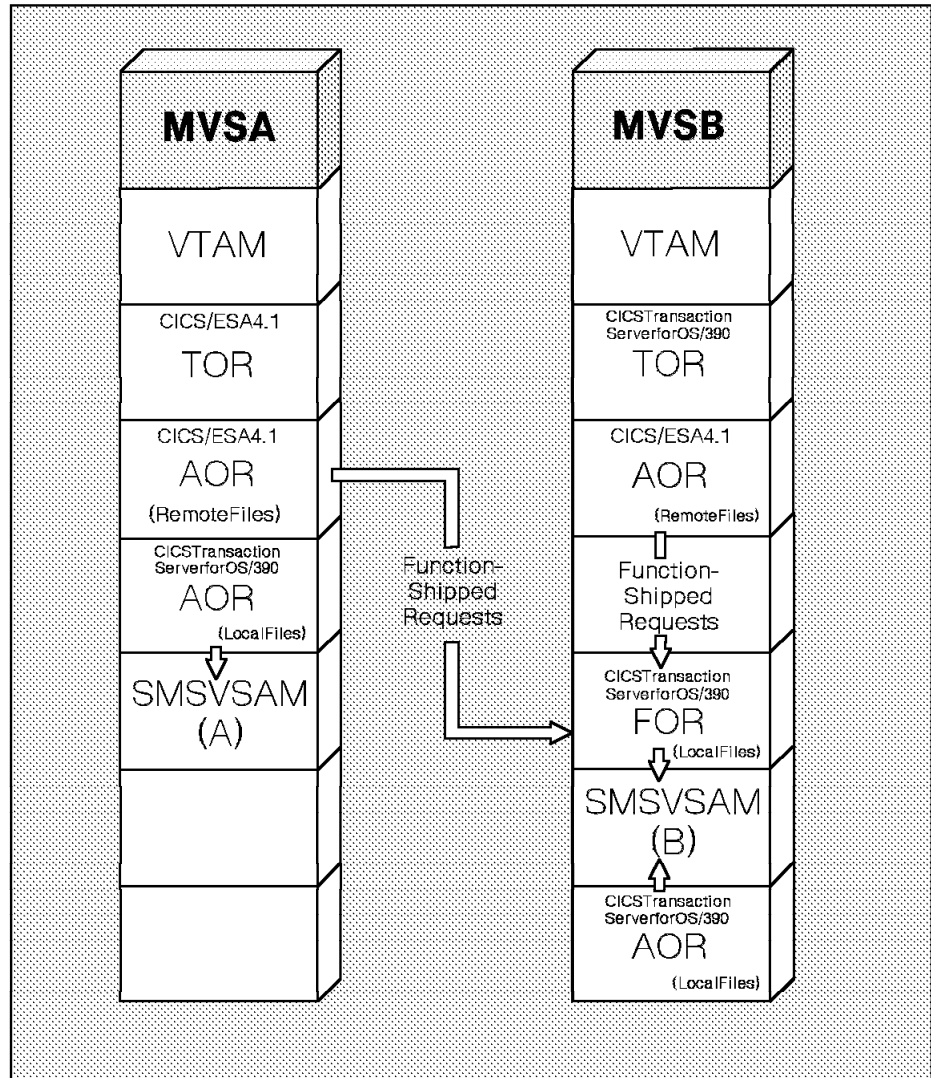 MVSA
VTAM
CICS/ESA4.1
TOR
CICS/ESA4.1
AOR
(RemoteFiles)
CICSTransaction
ServerforOS/390
AOR
(LocalFiles)
SMSVSAM
(A)
Function-
Shipped
Requests
MVSB
VTAM
CICSTransaction
ServerforOS/390
TOR
CICS/ESA4.1
AOR
(RemoteFiles)
Function-
Shipped
Requests
CICSTransaction
ServerforOS/390
FOR
(LocalFiles)
SMSVSAM
(B)
CICSTransaction
ServerforOS/390
AOR
(LocalFiles)